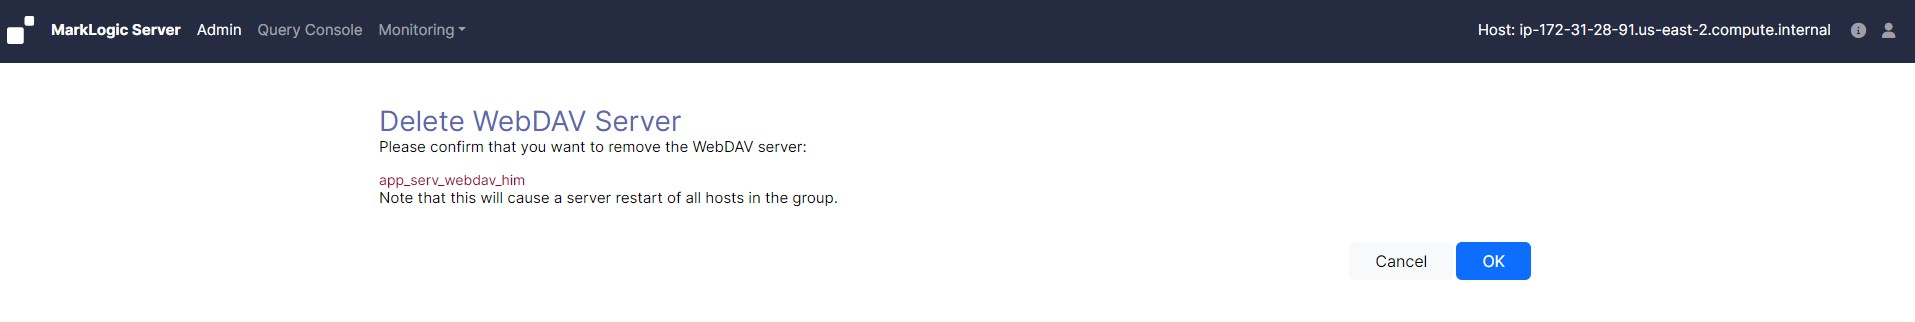 MarkLogic Server Admin Query Console Monitoring Host: ip-172-31-28-91.us-east-2.compute.internal
Delete WebDAV Server
Please confirm that you want to remove the WebDAV server:
app_serv_webdav_him
Note that this will cause a server restart of all hosts in the group.
Cancel OK